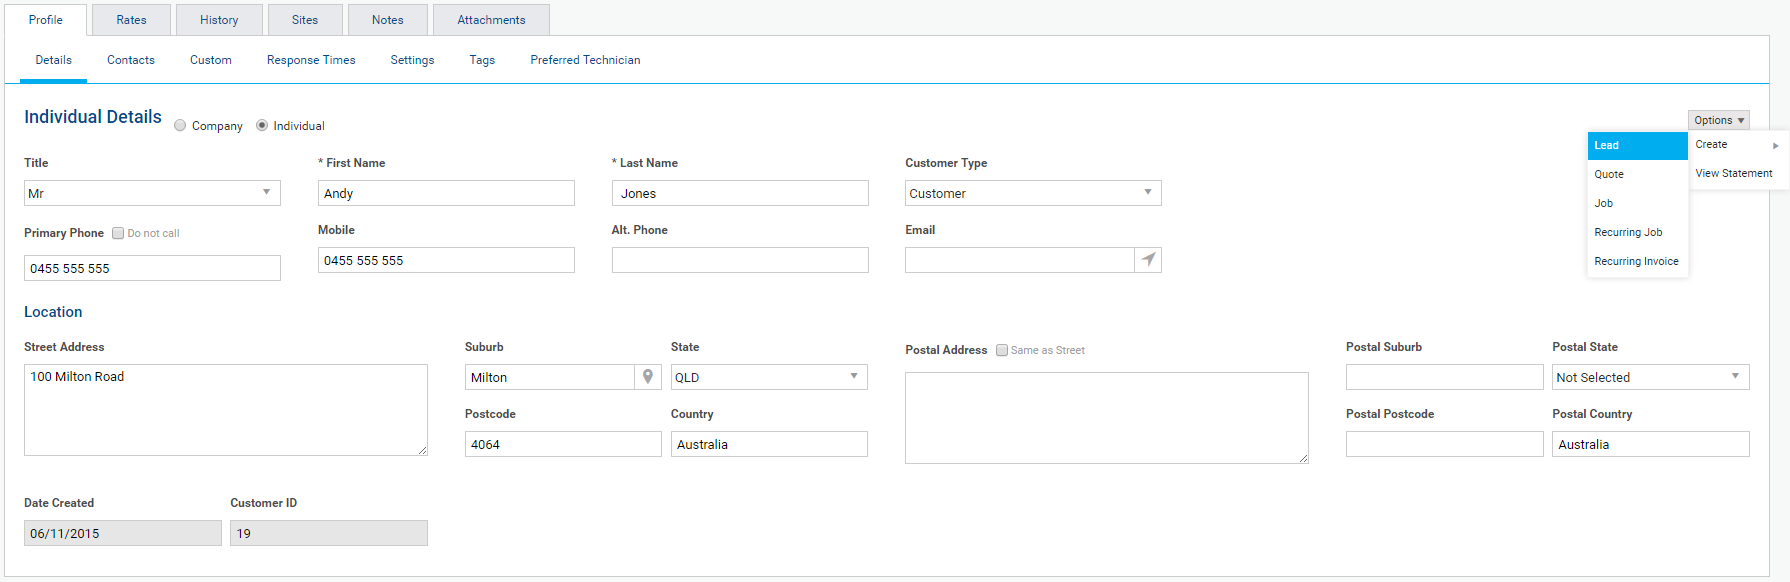 Profile Rates History Sites Notes Attachments
Details Contacts Custom Response Times Settings Tags Preferred Technician
Individual Details Company Individual
Options
Lead Create
Quote View Statement
Job
Recurring Job
Recurring Invoice
Title * First Name * Last Name Customer Type
Mr Andy Jones Customer
Primary Phone Do not call Mobile Alt. Phone Email
0455 555 555 0455 555 555
Location
Street Address Suburb State Postal Address Same as Street Postal Suburb Postal State
100 Milton Road Milton QLD Not Selected
Postcode Country Postal Postcode Postal Country
4064 Australia Australia
Date Created Customer ID
06/11/2015 19